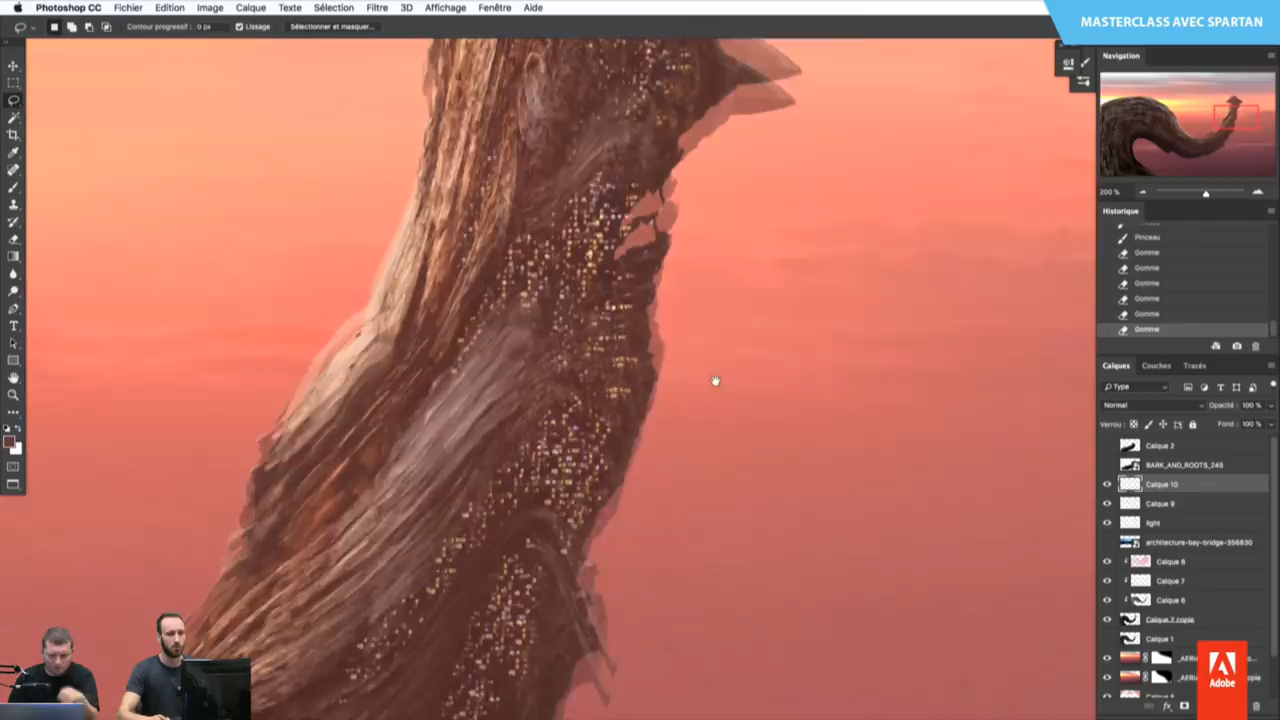 Photoshop CC Fichier Edition Image Calque Texte Sélection Filtre 3D Affichage Fenêtre Aide
MASTERCLASS AVEC SPARTAN
Contour progressif : 0 px Lissage Sélectionner et masquer...
Navigation
200 %
Historique
Pinceau
Gomme
Gomme
Gomme
Gomme
Gomme
Gomme
Calques Couches Tracés
Type
Normal Opacité : 100 %
Verrou : Fond : 100 %
Calque 2
BARK_AND_ROOTS_245
Calque 10
Calque 9
light
architecture-bay-bridge-356830
Calque 8
Calque 7
Calque 6
Calque 2 copie
Calque 1
Adobe